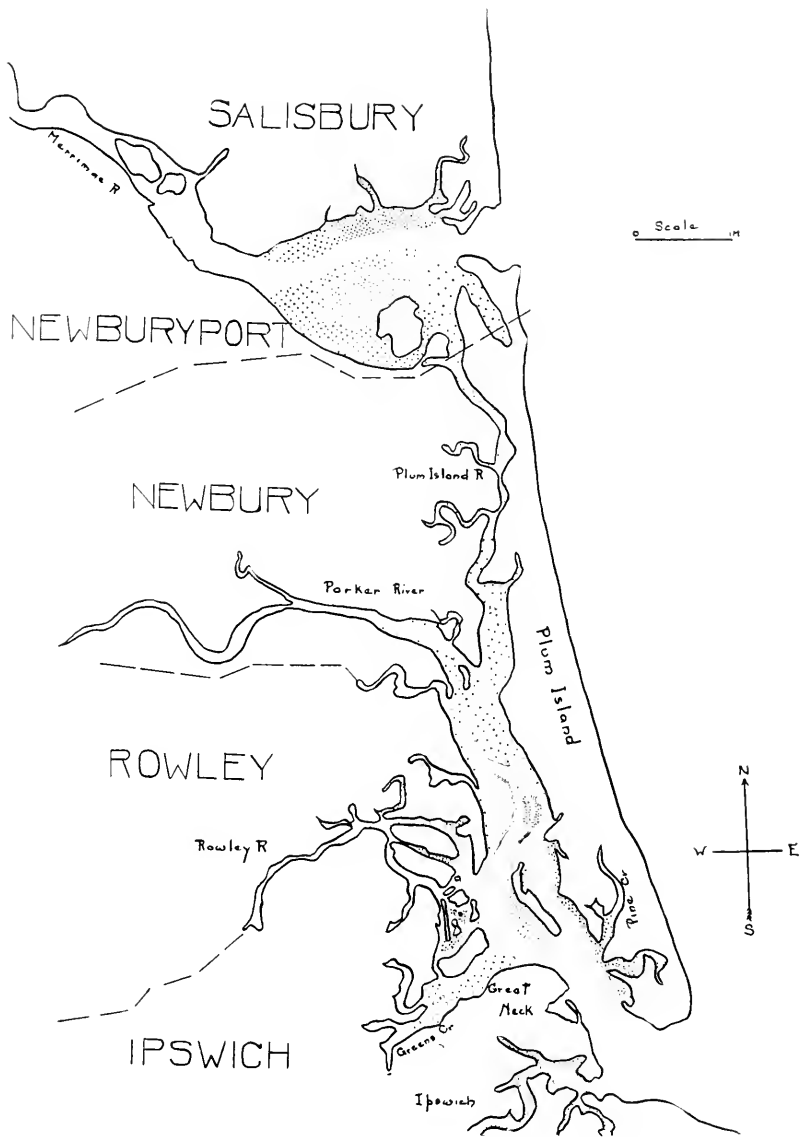 SALISBURY
Merrimac R
O Scale 1M
NEWBURYPORT
Plum Island R
NEWBURY
Parker River
Plum Island
ROWLEY
N
W E
S
Rowley R
Pine Cr
Great
Neck
Greens Cr
IPSWICH
Ipswich